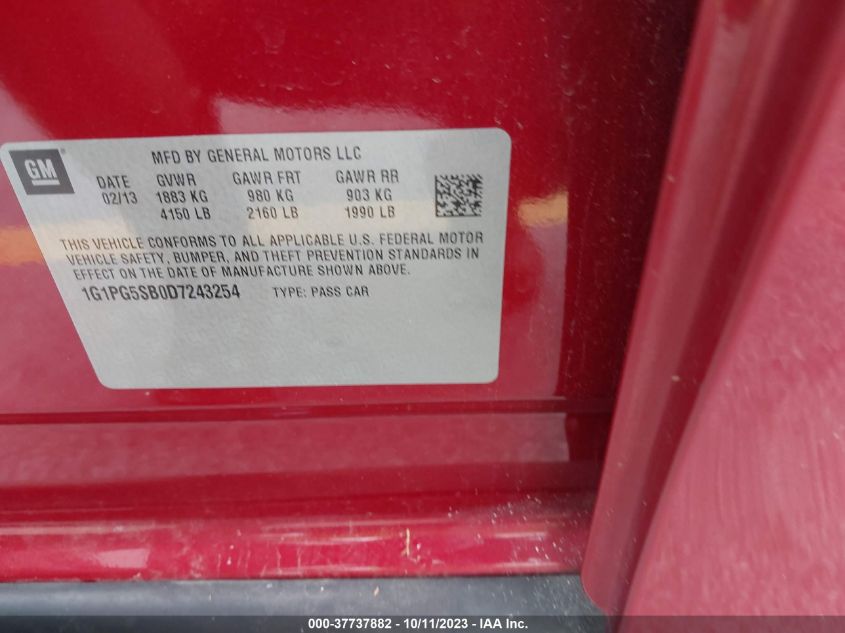 GM
MFD BY GENERAL MOTORS LLC
DATE GVWR GAWR FRT GAWR RR
02/13 1883 KG 980 KG 903 KG
4150 LB 2160 LB 1990 LB
THIS VEHICLE CONFORMS TO ALL APPLICABLE U.S. FEDERAL MOTOR
VEHICLE SAFETY, BUMPER, AND THEFT PREVENTION STANDARDS IN
EFFECT ON THE DATE OF MANUFACTURE SHOWN ABOVE.
1G1PG5SB0D7243254 TYPE: PASS CAR
000-37737882 - 10/11/2023 - IAA Inc.